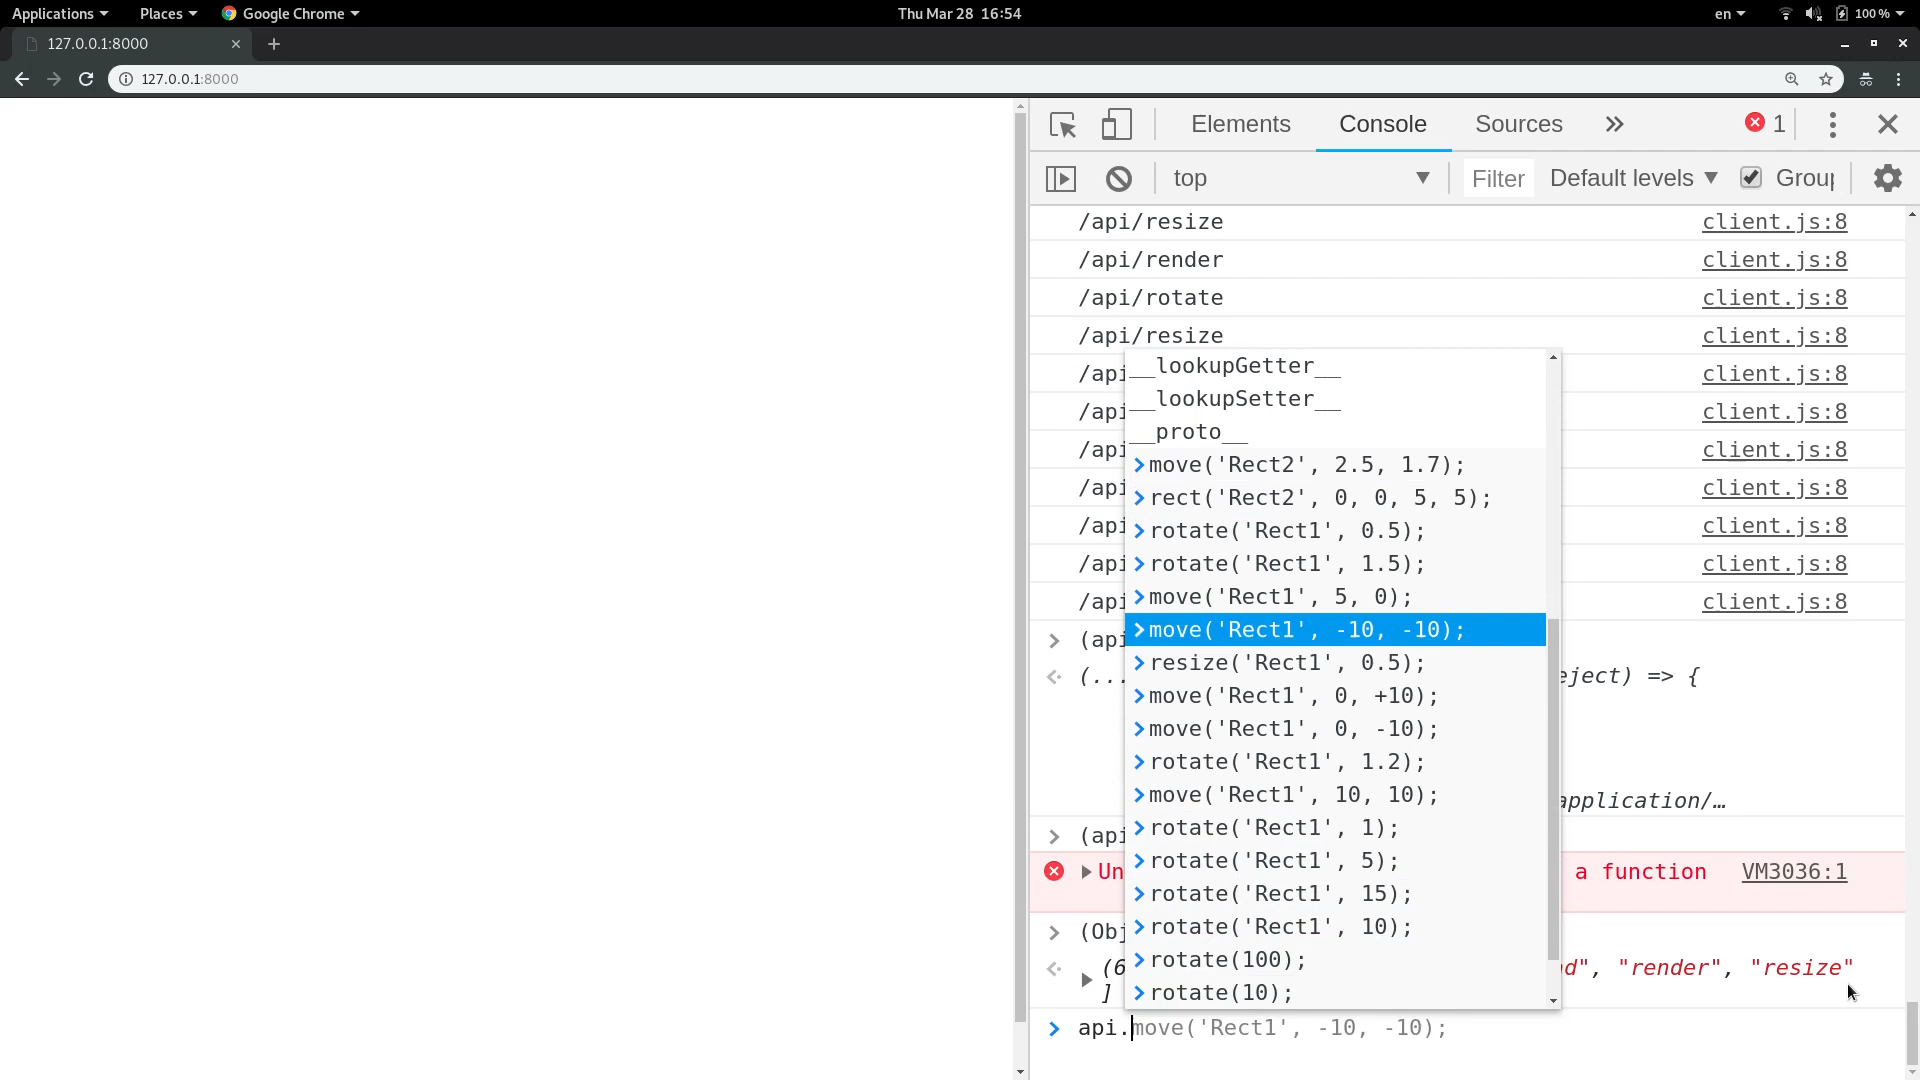 Applications Places Google Chrome Thu Mar 28 16:54 en 100 %
127.0.0.1:8000
127.0.0.1:8000
Elements Console Sources 1
top Filter Default levels Group
/api/resize client.js:8
/api/render client.js:8
/api/rotate client.js:8
/api/resize client.js:8
__lookupGetter__
/api client.js:8
__lookupSetter__
/api client.js:8
__proto__
/api client.js:8
move('Rect2', 2.5, 1.7);
/api client.js:8
rect('Rect2', 0, 0, 5, 5);
/api client.js:8
rotate('Rect1', 0.5);
/api client.js:8
rotate('Rect1', 1.5);
/api client.js:8
move('Rect1', 5, 0);
(api
move('Rect1', -10, -10);
(... eject) => {
resize('Rect1', 0.5);
move('Rect1', 0, +10);
move('Rect1', 0, -10);
rotate('Rect1', 1.2);
move('Rect1', 10, 10);
application/…
rotate('Rect1', 1);
(api
rotate('Rect1', 5);
Un a function VM3036:1
rotate('Rect1', 15);
rotate('Rect1', 10);
(Obj
rotate(100);
(6 nd", "render", "resize"
]
rotate(10);
api.move('Rect1', -10, -10);